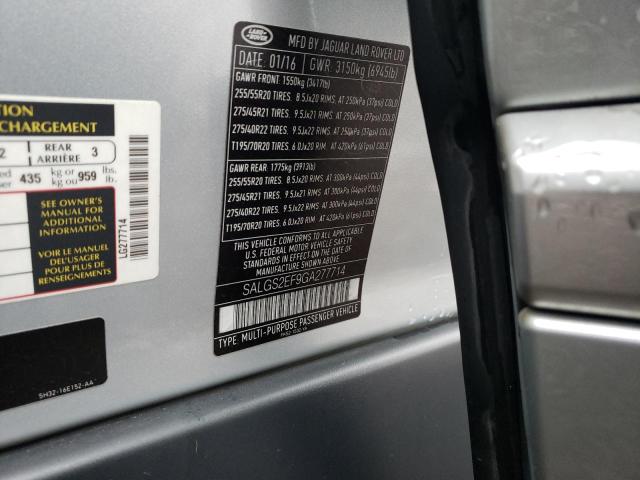 LAND
ROVER
MFD BY JAGUAR LAND ROVER LTD
DATE: 01/16 GWR: 3150kg (6945lb)
GAWR FRONT: 1550kg (3417lb)
255/55R20 TIRES. 8.5Jx20 RIMS. AT 250kPa (37psi) COLD
275/45R21 TIRES. 9.5Jx21 RIMS. AT 250kPa (37psi) COLD
275/40R22 TIRES. 9.5Jx22 RIMS. AT 250kPa (37psi) COLD
T195/70R20 TIRES. 6.0Jx20 RIMS. AT 420kPa (61psi) COLD
GAWR REAR: 1775kg (3913lb)
255/55R20 TIRES. 8.5Jx20 RIMS. AT 300kPa (44psi) COLD
275/45R21 TIRES. 9.5Jx21 RIMS. AT 300kPa (44psi) COLD
275/40R22 TIRES. 9.5Jx22 RIMS. AT 300kPa (44psi) COLD
T195/70R20 TIRES. 6.0Jx20 RIMS. AT 420kPa (61psi) COLD
THIS VEHICLE CONFORMS TO ALL APPLICABLE
U.S. FEDERAL MOTOR VEHICLE SAFETY
STANDARDS IN EFFECT ON THE DATE OF
MANUFACTURE SHOWN ABOVE.
SALGS2EF9GA277714
TYPE: MULTI-PURPOSE PASSENGER VEHICLE
CHARGEMENT
2 REAR
ARRIÈRE 3
435 kg or
kg ou 959 lbs.
lb.
SEE OWNER'S
MANUAL FOR
ADDITIONAL
INFORMATION
VOIR LE MANUEL
DE L'USAGER
POUR PLUS DE
RENSEIGNEMENTS
LG277714
5H32-16E152-AA